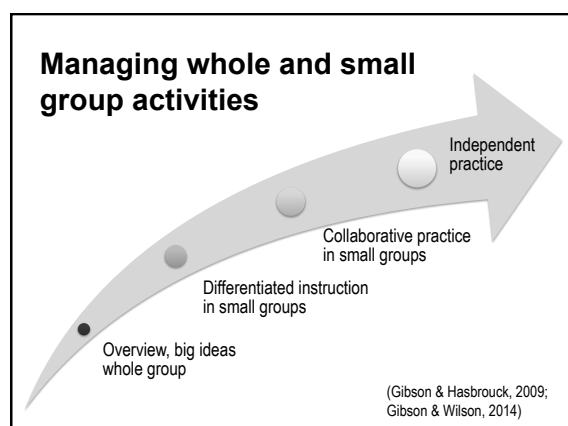 Managing whole and small
group activities
Independent
practice
Collaborative practice
in small groups
Differentiated instruction
in small groups
Overview, big ideas
whole group
(Gibson & Hasbrouck, 2009;
Gibson & Wilson, 2014)